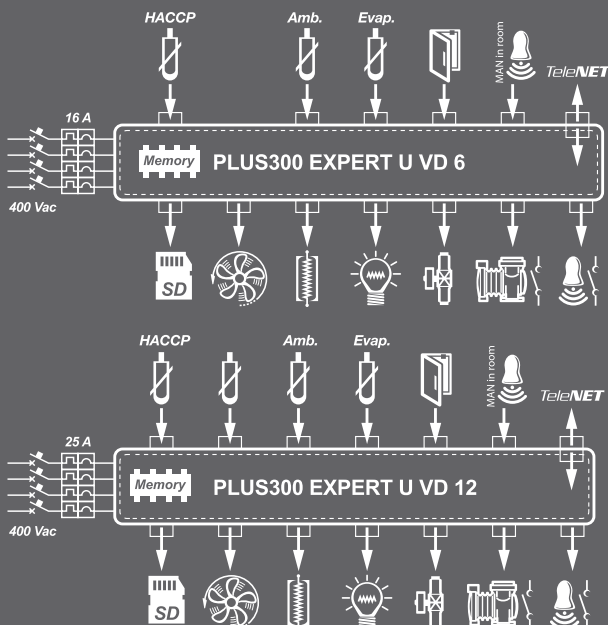 HACCP Amb. Evap.
MAN in room
TeleNET
16 A
Memory PLUS300 EXPERT U VD 6
400 Vac
SD
HACCP Amb. Evap.
MAN in room
TeleNET
25 A
Memory PLUS300 EXPERT U VD 12
400 Vac
SD